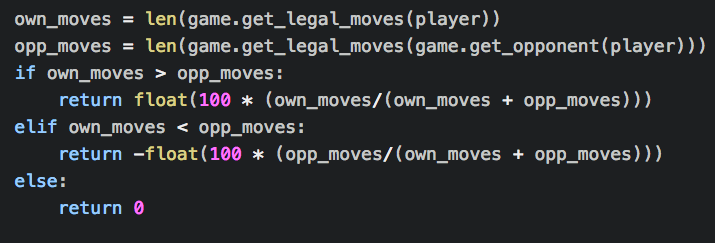 own_moves = len(game.get_legal_moves(player))
opp_moves = len(game.get_legal_moves(game.get_opponent(player)))
if own_moves > opp_moves:
    return float(100 * (own_moves/(own_moves + opp_moves)))
elif own_moves < opp_moves:
    return -float(100 * (opp_moves/(own_moves + opp_moves)))
else:
    return 0